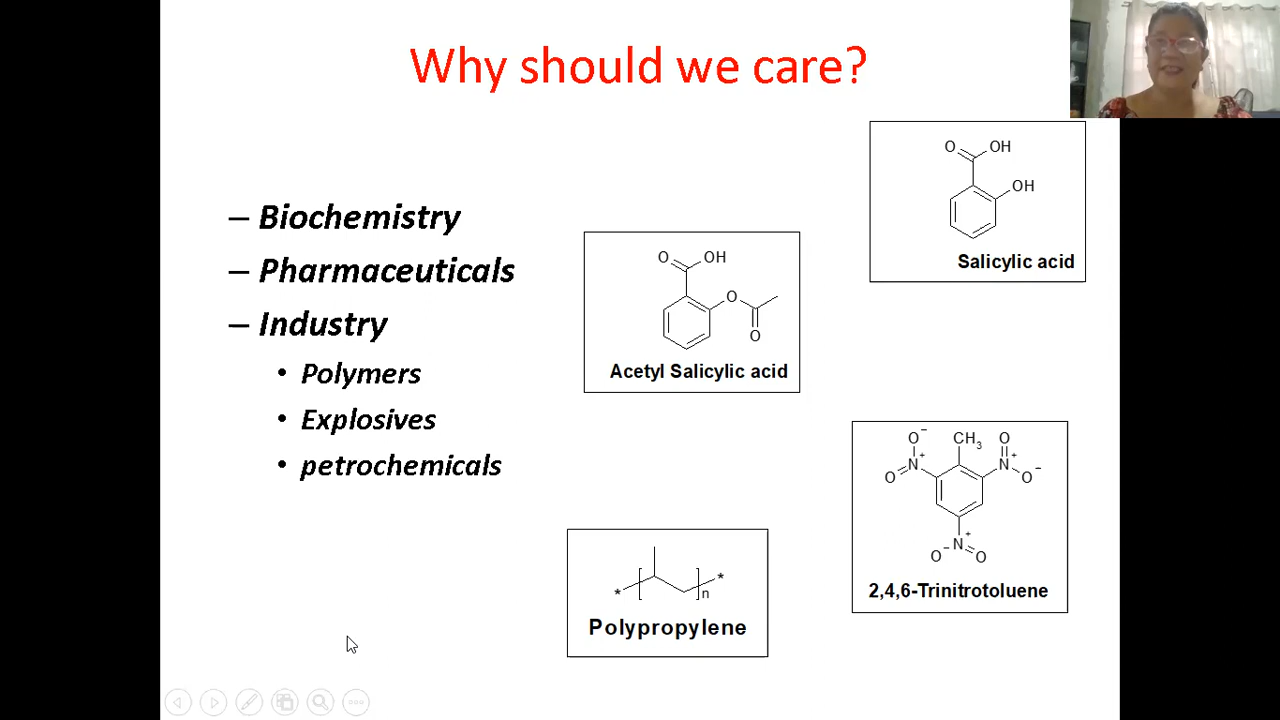 Why should we care?
– Biochemistry
– Pharmaceuticals
– Industry
• Polymers
• Explosives
• petrochemicals
O OH
OH
Salicylic acid
O OH
O
O
Acetyl Salicylic acid
O− CH3 O
N+ N+
O O−
N+
O− O
2,4,6-Trinitrotoluene
* [ ]n *
Polypropylene